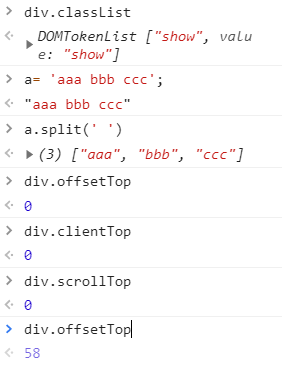 > div.classList
<· ▶DOMTokenList ["show", valu
e: "show"]
> a= 'aaa bbb ccc';
<· "aaa bbb ccc"
> a.split(' ')
<· ▶(3) ["aaa", "bbb", "ccc"]
> div.offsetTop
<· 0
> div.clientTop
<· 0
> div.scrollTop
<· 0
> div.offsetTop
<· 58